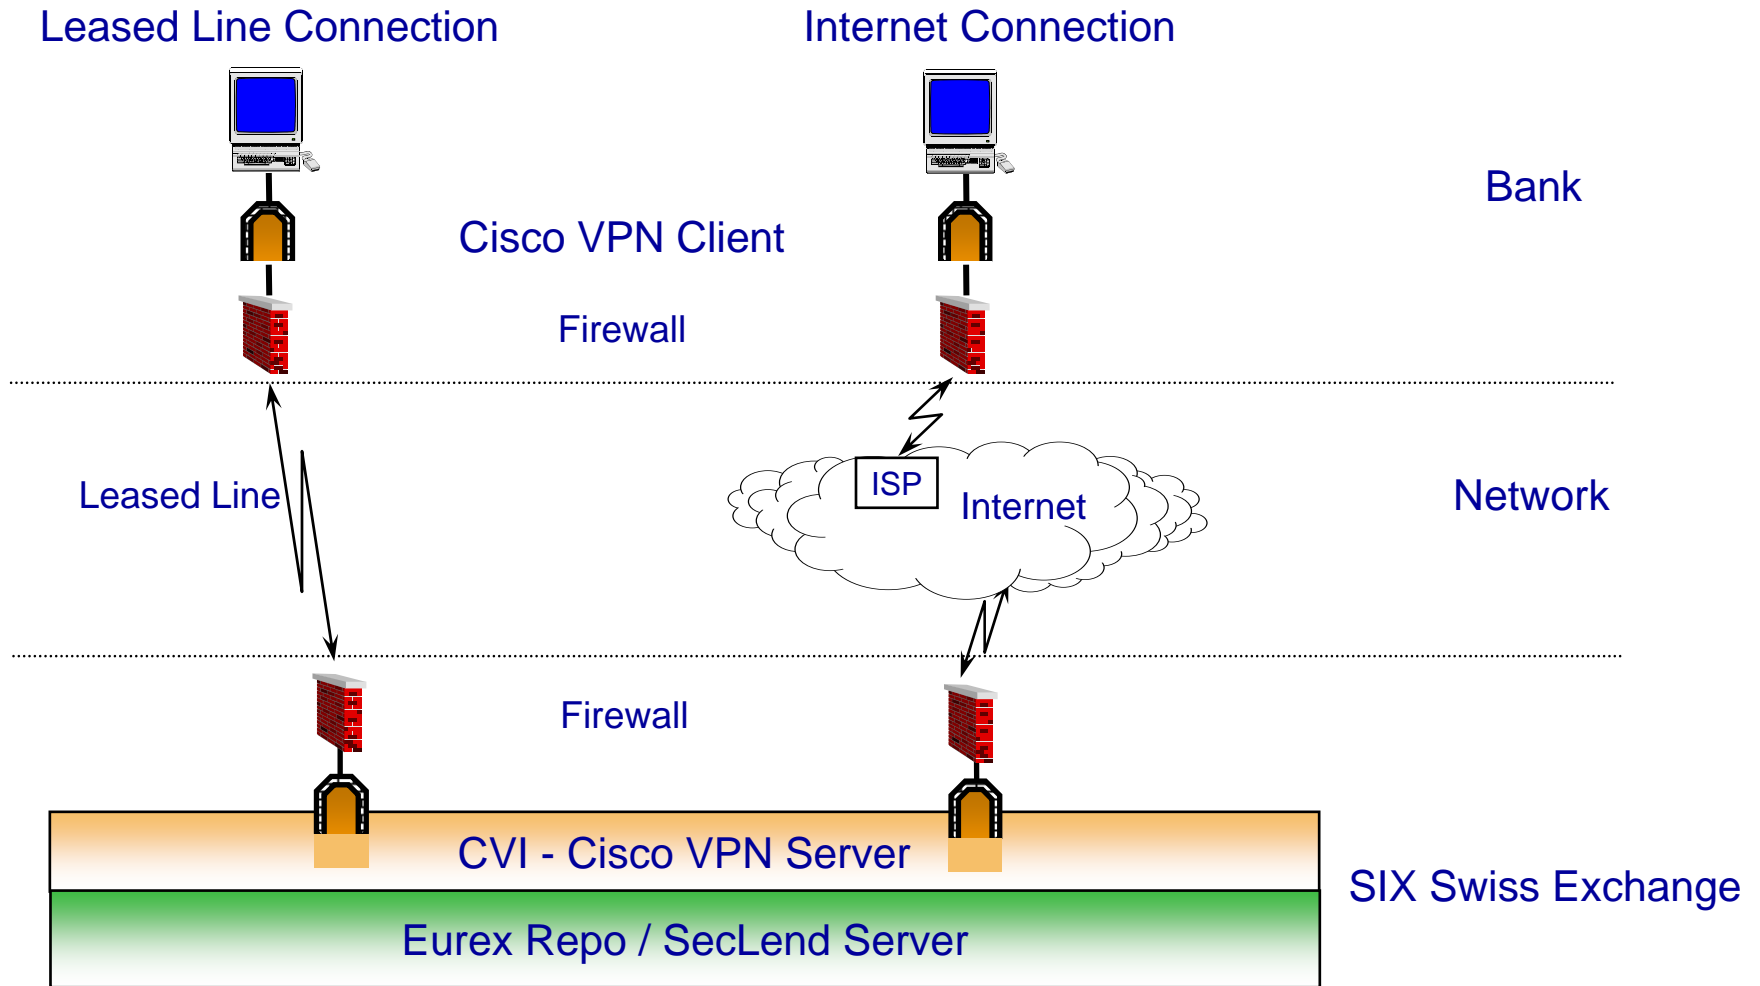 Leased Line Connection
Internet Connection
Bank
Cisco VPN Client
Firewall
Leased Line
ISP
Internet
Network
Firewall
CVI - Cisco VPN Server
SIX Swiss Exchange
Eurex Repo / SecLend Server